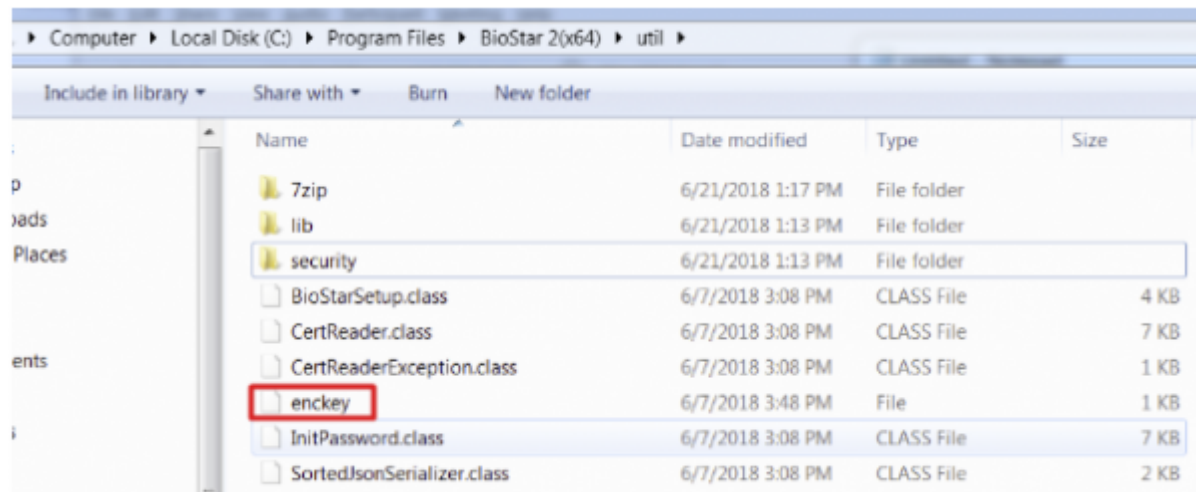 Computer Local Disk (C:) Program Files BioStar 2(x64) util
Include in library Share with Burn New folder
Name Date modified Type Size
7zip 6/21/2018 1:17 PM File folder
lib 6/21/2018 1:13 PM File folder
Places
security 6/21/2018 1:13 PM File folder
BioStarSetup.class 6/7/2018 3:08 PM CLASS File 4 KB
CertReader.class 6/7/2018 3:08 PM CLASS File 7 KB
ents
CertReaderException.class 6/7/2018 3:08 PM CLASS File 1 KB
enckey 6/7/2018 3:48 PM File 1 KB
InitPassword.class 6/7/2018 3:08 PM CLASS File 7 KB
SortedJsonSerializer.class 6/7/2018 3:08 PM CLASS File 2 KB